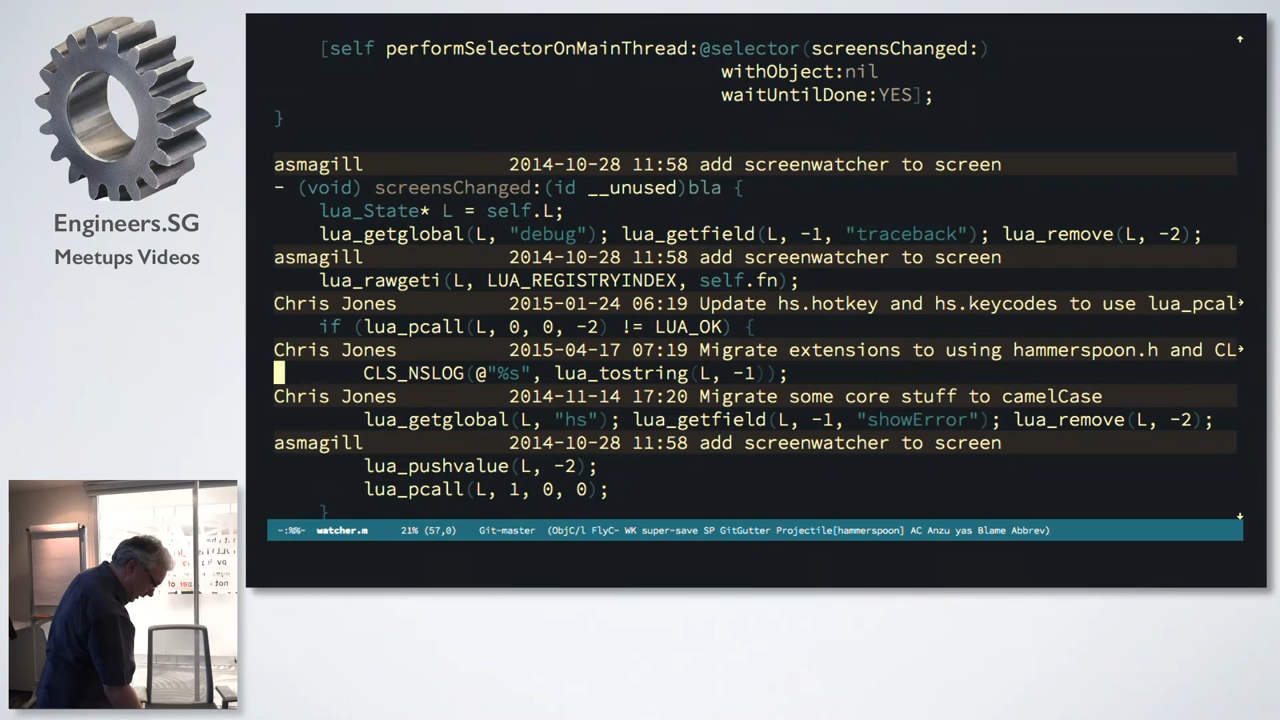 Engineers.SG
Meetups Videos
[self performSelectorOnMainThread:@selector(screensChanged:)
withObject:nil
waitUntilDone:YES];
}
asmagill 2014-10-28 11:58 add screenwatcher to screen
- (void) screensChanged:(id __unused)bla {
lua_State* L = self.L;
lua_getglobal(L, "debug"); lua_getfield(L, -1, "traceback"); lua_remove(L, -2);
asmagill 2014-10-28 11:58 add screenwatcher to screen
lua_rawgeti(L, LUA_REGISTRYINDEX, self.fn);
Chris Jones 2015-01-24 06:19 Update hs.hotkey and hs.keycodes to use lua_pcal
if (lua_pcall(L, 0, 0, -2) != LUA_OK) {
Chris Jones 2015-04-17 07:19 Migrate extensions to using hammerspoon.h and CL
CLS_NSLOG(@"%s", lua_tostring(L, -1));
Chris Jones 2014-11-14 17:20 Migrate some core stuff to camelCase
lua_getglobal(L, "hs"); lua_getfield(L, -1, "showError"); lua_remove(L, -2);
asmagill 2014-10-28 11:58 add screenwatcher to screen
lua_pushvalue(L, -2);
lua_pcall(L, 1, 0, 0);
}
-:%%- watcher.m 21% (57,0) Git-master (ObjC/l FlyC- WK super-save SP GitGutter Projectile[hammerspoon] AC Anzu yas Blame Abbrev)